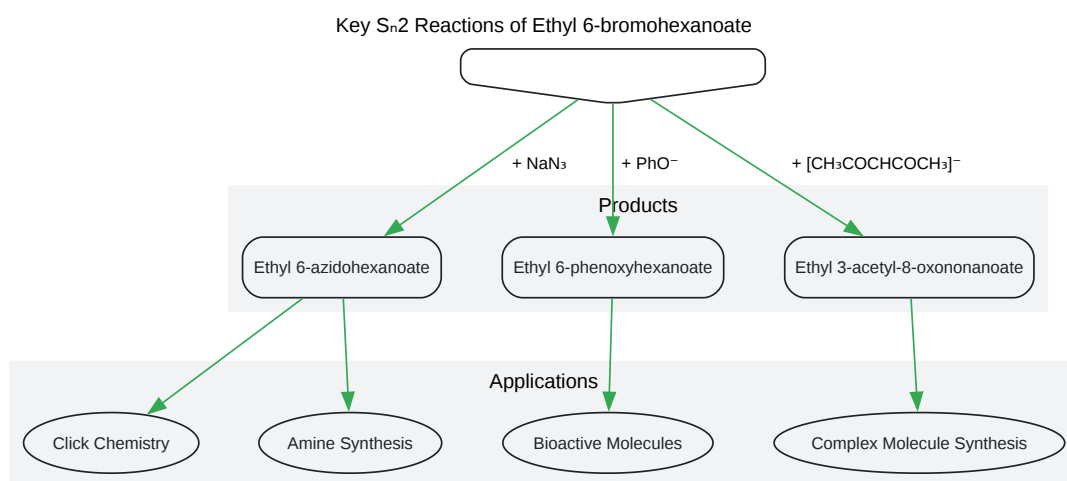 Key Sₙ2 Reactions of Ethyl 6-bromohexanoate
+ NaN₃
+ PhO⁻
+ [CH₃COCHCOCH₃]⁻
Products
Ethyl 6-azidohexanoate
Ethyl 6-phenoxyhexanoate
Ethyl 3-acetyl-8-oxononanoate
Applications
Click Chemistry
Amine Synthesis
Bioactive Molecules
Complex Molecule Synthesis